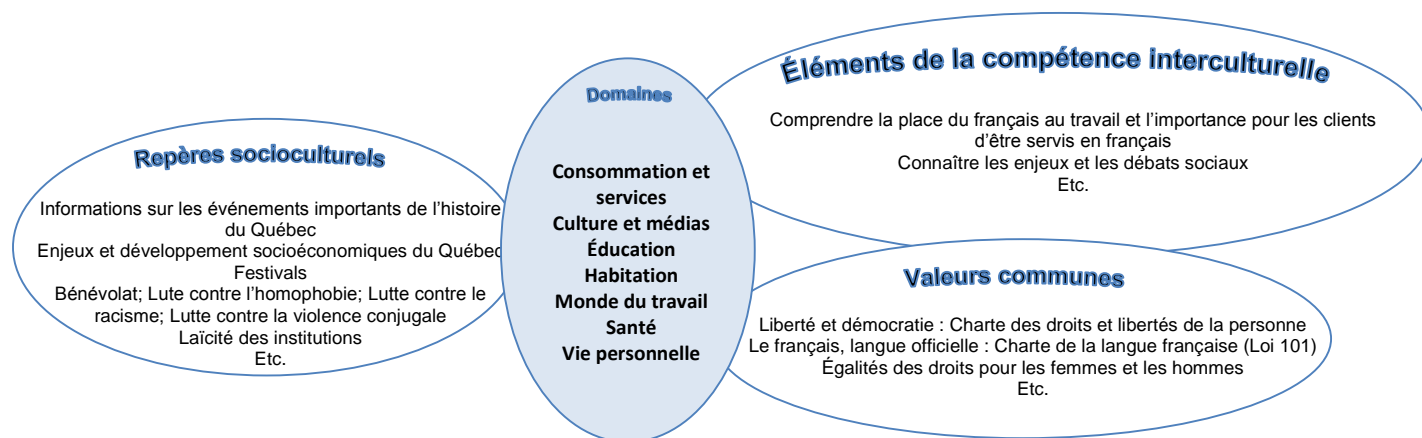 Repères socioculturels
Informations sur les événements importants de l'histoire
du Québec
Enjeux et développement socioéconomiques du Québec
Festivals
Bénévolat; Lute contre l'homophobie; Lutte contre le
racisme; Lutte contre la violence conjugale
Laïcité des institutions
Etc.
Domaines
Consommation et
services
Culture et médias
Éducation
Habitation
Monde du travail
Santé
Vie personnelle
Éléments de la compétence interculturelle
Comprendre la place du français au travail et l'importance pour les clients
d'être servis en français
Connaître les enjeux et les débats sociaux
Etc.
Valeurs communes
Liberté et démocratie : Charte des droits et libertés de la personne
Le français, langue officielle : Charte de la langue française (Loi 101)
Égalités des droits pour les femmes et les hommes
Etc.